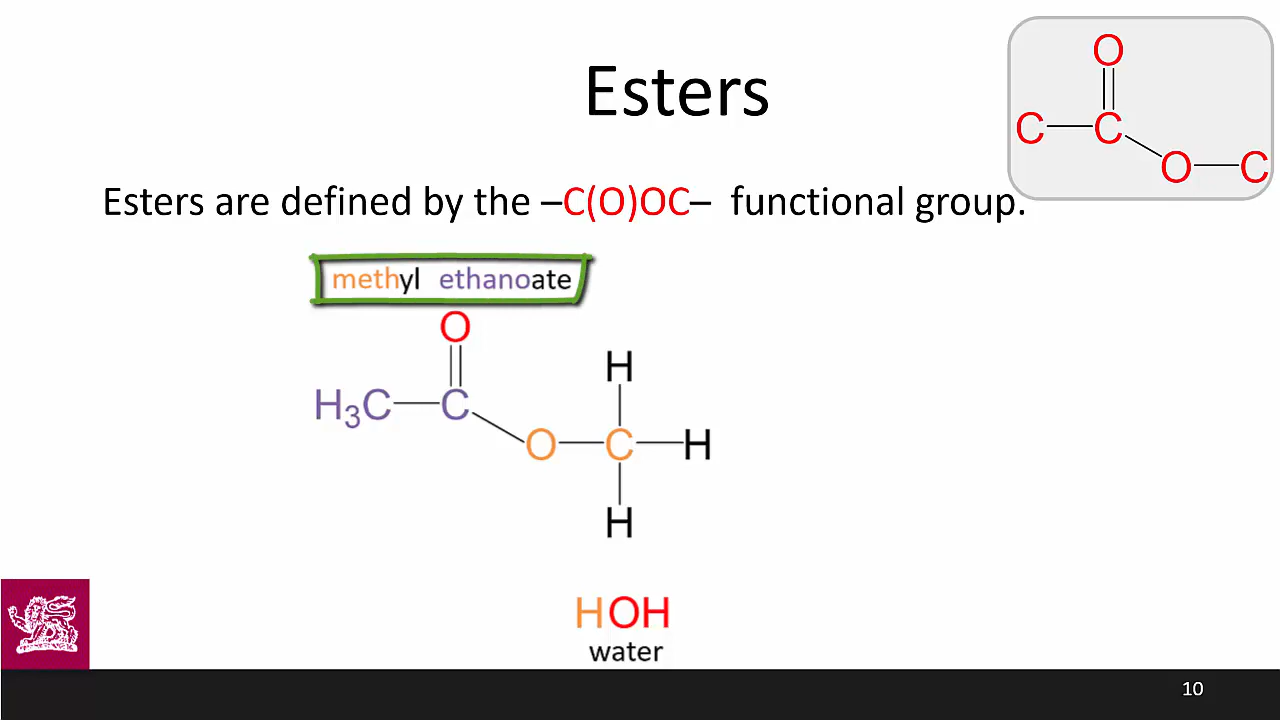 Esters
O
C C
O C
Esters are defined by the –C(O)OC– functional group.
methyl ethanoate
O
H
H₃C C
O C H
H
HOH
water
10